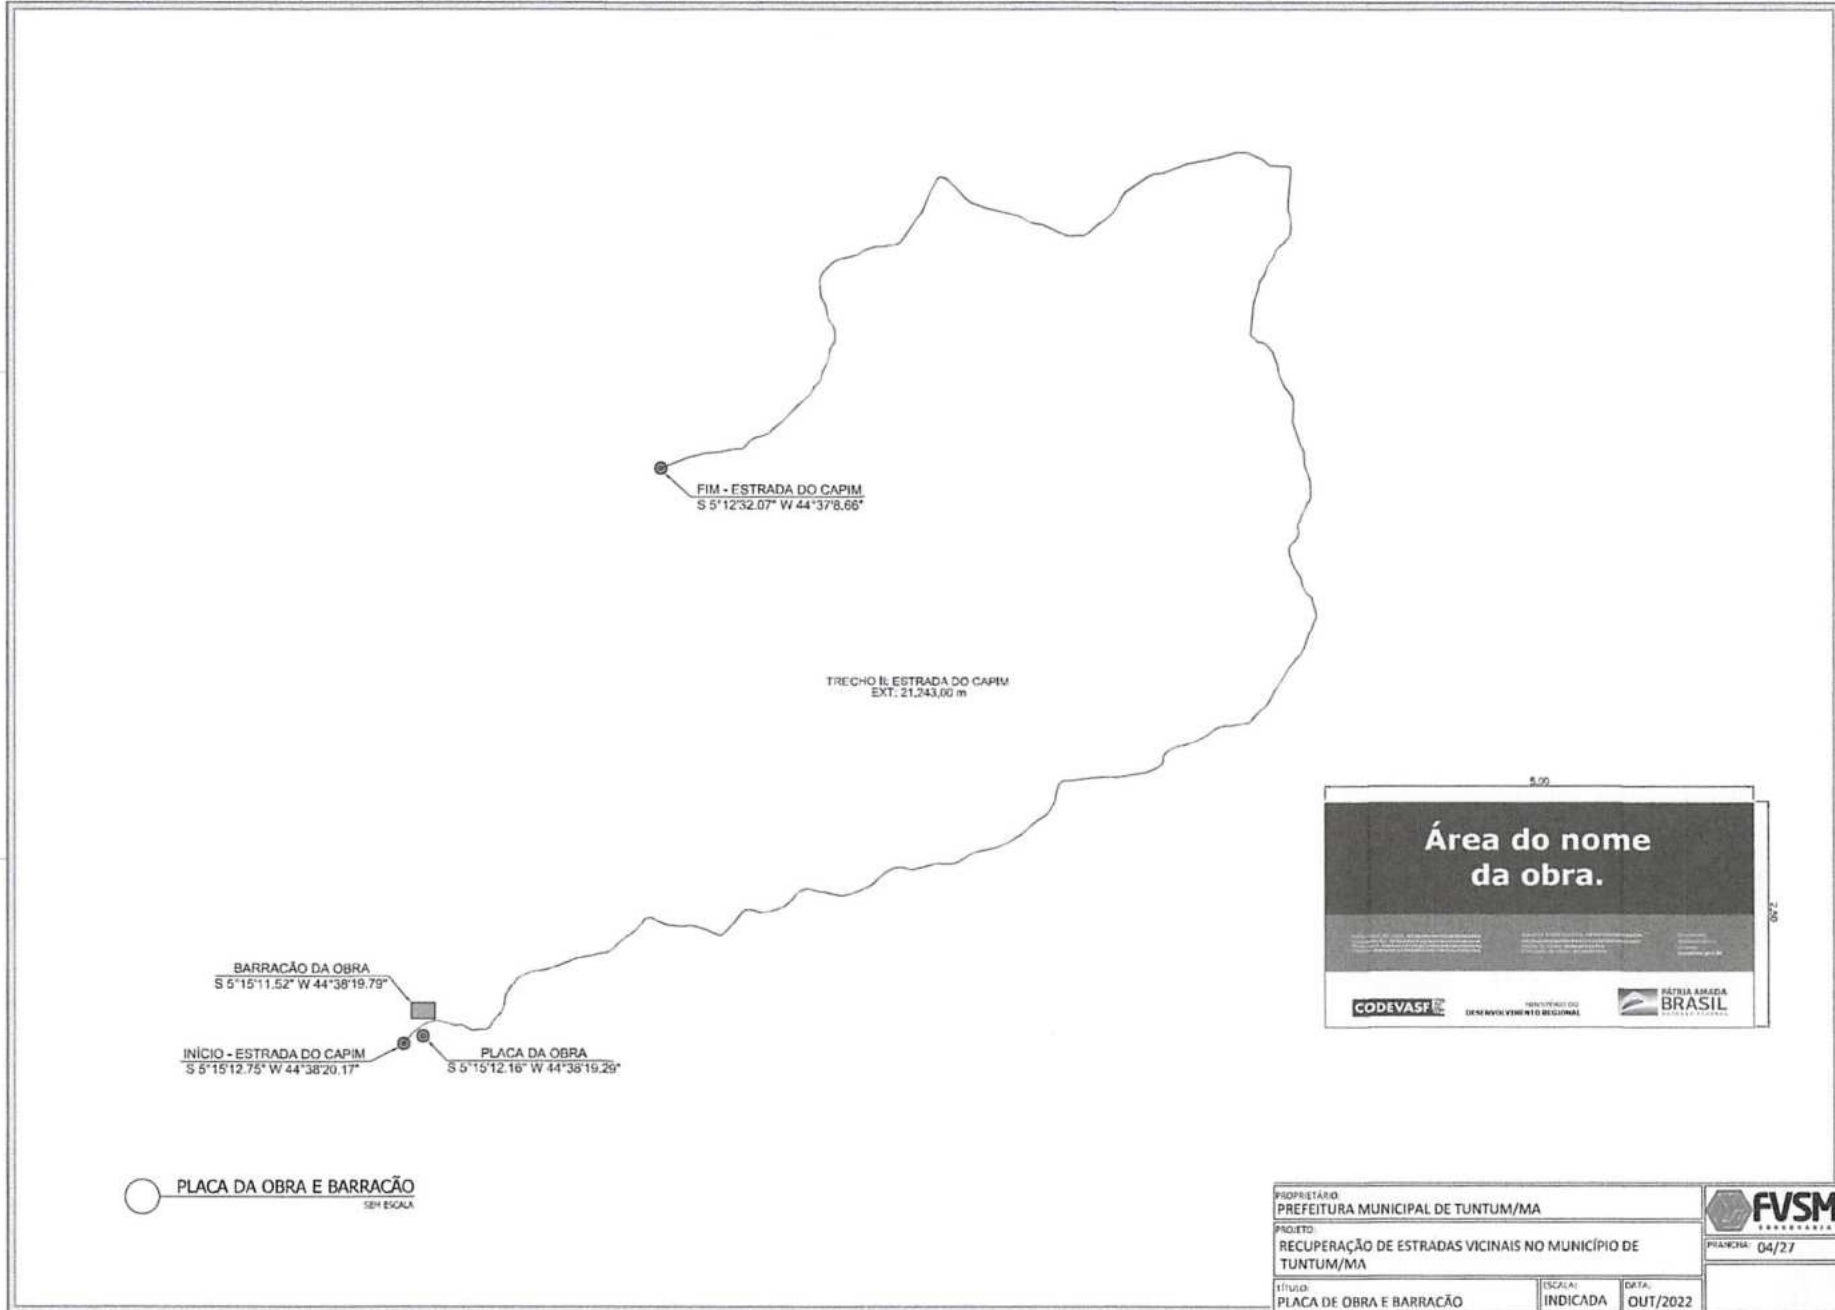 FIM - ESTRADA DO CAPIM
S 5°12'32.07" W 44°37'8.66"
TRECHO II: ESTRADA DO CAPIM
EXT: 21.243,00 m
5.00
Área do nome
da obra.
2.50
CODEVASF
MINISTÉRIO DO
DESENVOLVIMENTO REGIONAL
PÁTRIA AMADA
BRASIL
BARRACÃO DA OBRA
S 5°15'11.52" W 44°38'19.79"
INÍCIO - ESTRADA DO CAPIM
S 5°15'12.75" W 44°38'20.17"
PLACA DA OBRA
S 5°15'12.16" W 44°38'19.29"
PLACA DA OBRA E BARRACÃO
SEM ESCALA
PROPRIETÁRIO:
PREFEITURA MUNICIPAL DE TUNTUM/MA
PROJETO:
RECUPERAÇÃO DE ESTRADAS VICINAIS NO MUNICÍPIO DE
TUNTUM/MA
TÍTULO:
PLACA DE OBRA E BARRACÃO
ESCALA:
INDICADA
DATA:
OUT/2022
FVSM
ENGENHARIA
PRANCHA: 04/27